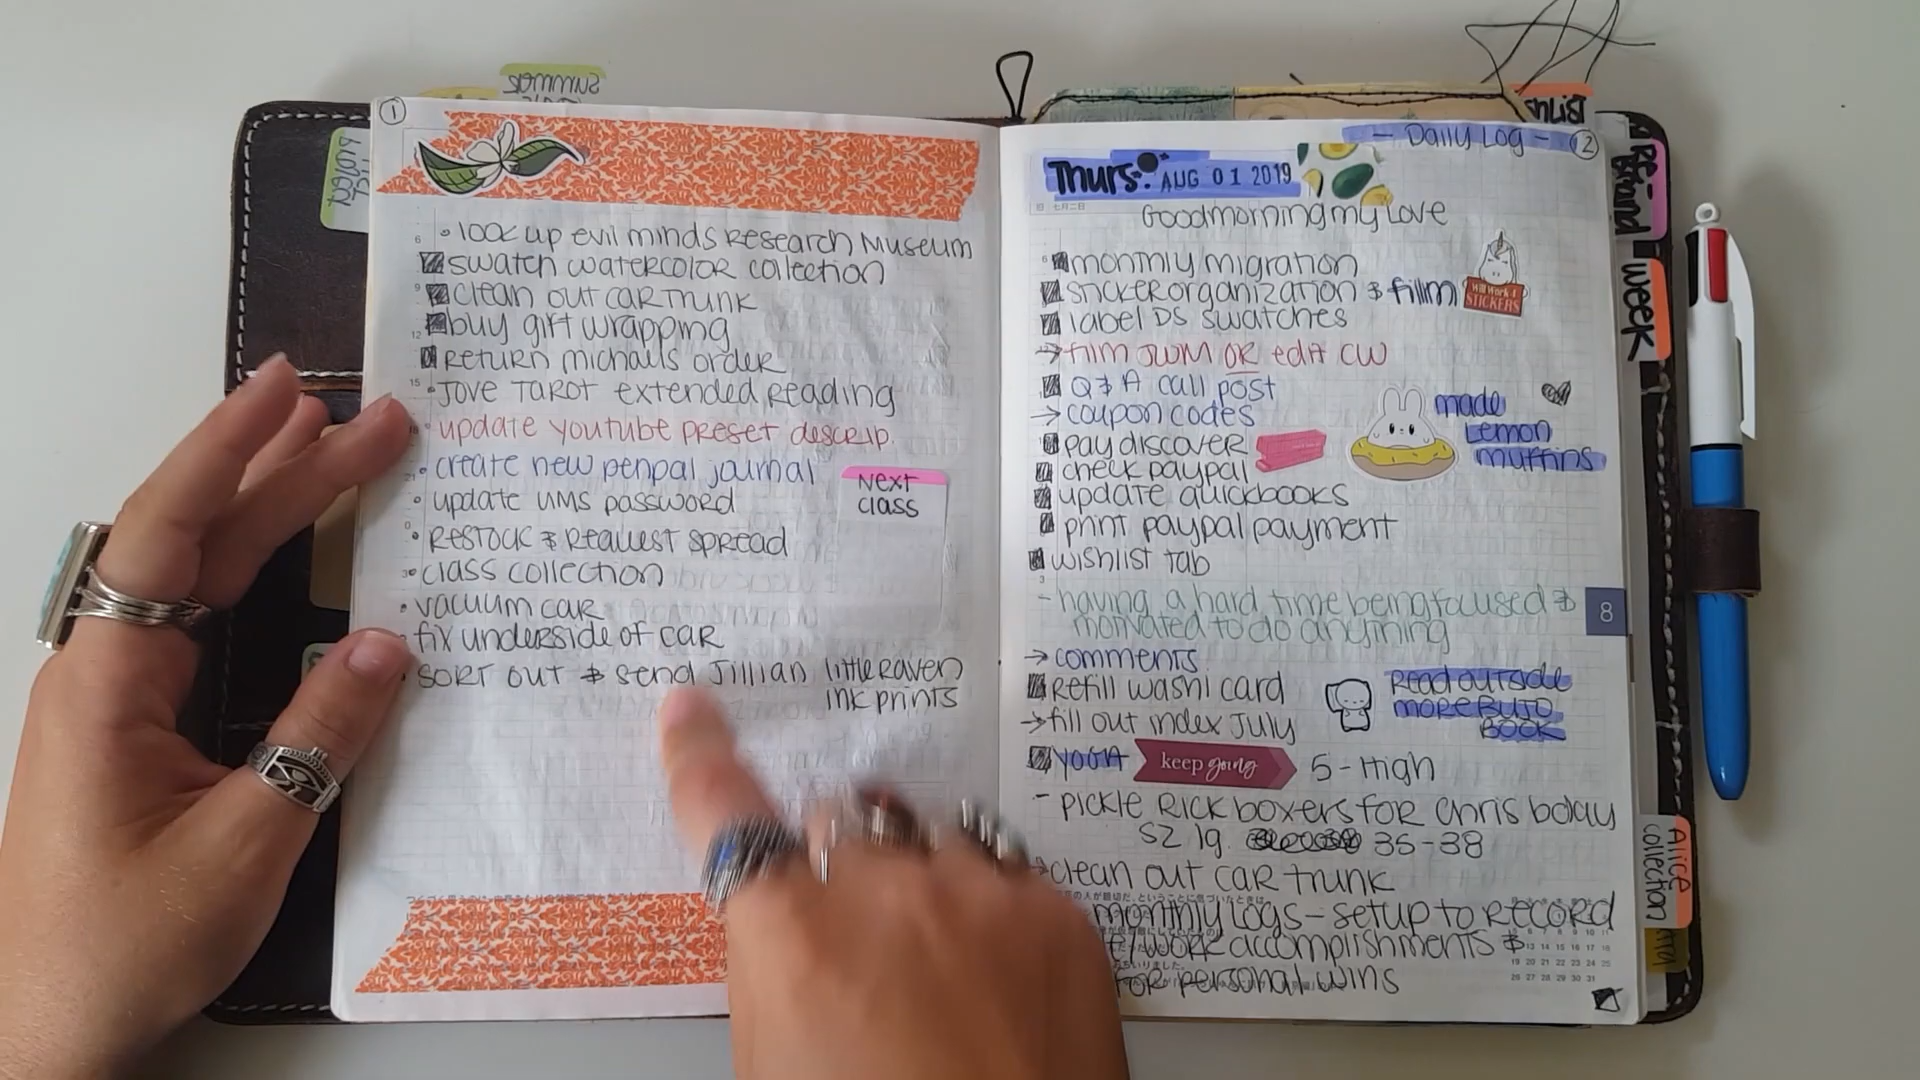 1
look up evil minds Research Museum
swatch watercolor collection
clean out car trunk
buy gift wrapping
return michaels order
Jove Tarot extended Reading
update youtube preset descrip.
create new penpal journal
update UMS password
Restock & Request spread
class collection
vacuum car
fix underside of car
sort out & send Jillian little raven
ink prints
Next
class
- Daily Log - 2
Thurs. AUG 01 2019
Goodmorning my Love
monthly migration
sticker organization & film
Will Work 4
STICKERS
label DS swatches
→ film JWM OR edit CW
Q & A call post
→ coupon codes
made
Lemon
muffins
pay discover
check paypal
update quickbooks
print paypal payment
wishlist tab
- having a hard time being focused &
motivated to do anything
8
→ comments
Refill washi card
→ fill out index July
Read outside
more BUJO
BOOK
YOGA keep going 5 - High
- pickle Rick boxers for Chris bday
sz lg 35-38
→ clean out car trunk
monthly logs - setup to record
work accomplishments &
for personal wins
Re-
Brand
week
Alice
collection